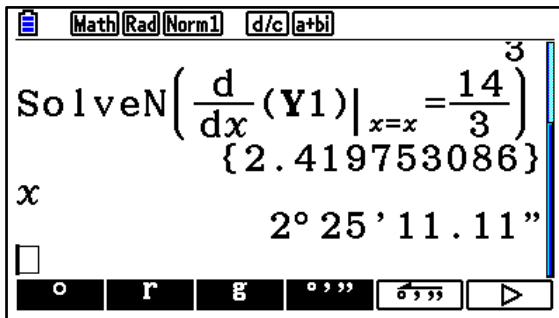 Math Rad Norm1 d/c a+bi
3
SolveN(d/dx(Y1)|x=x=14/3)
{2.419753086}
x
2°25'11.11"
° r g °'" °'" ▷